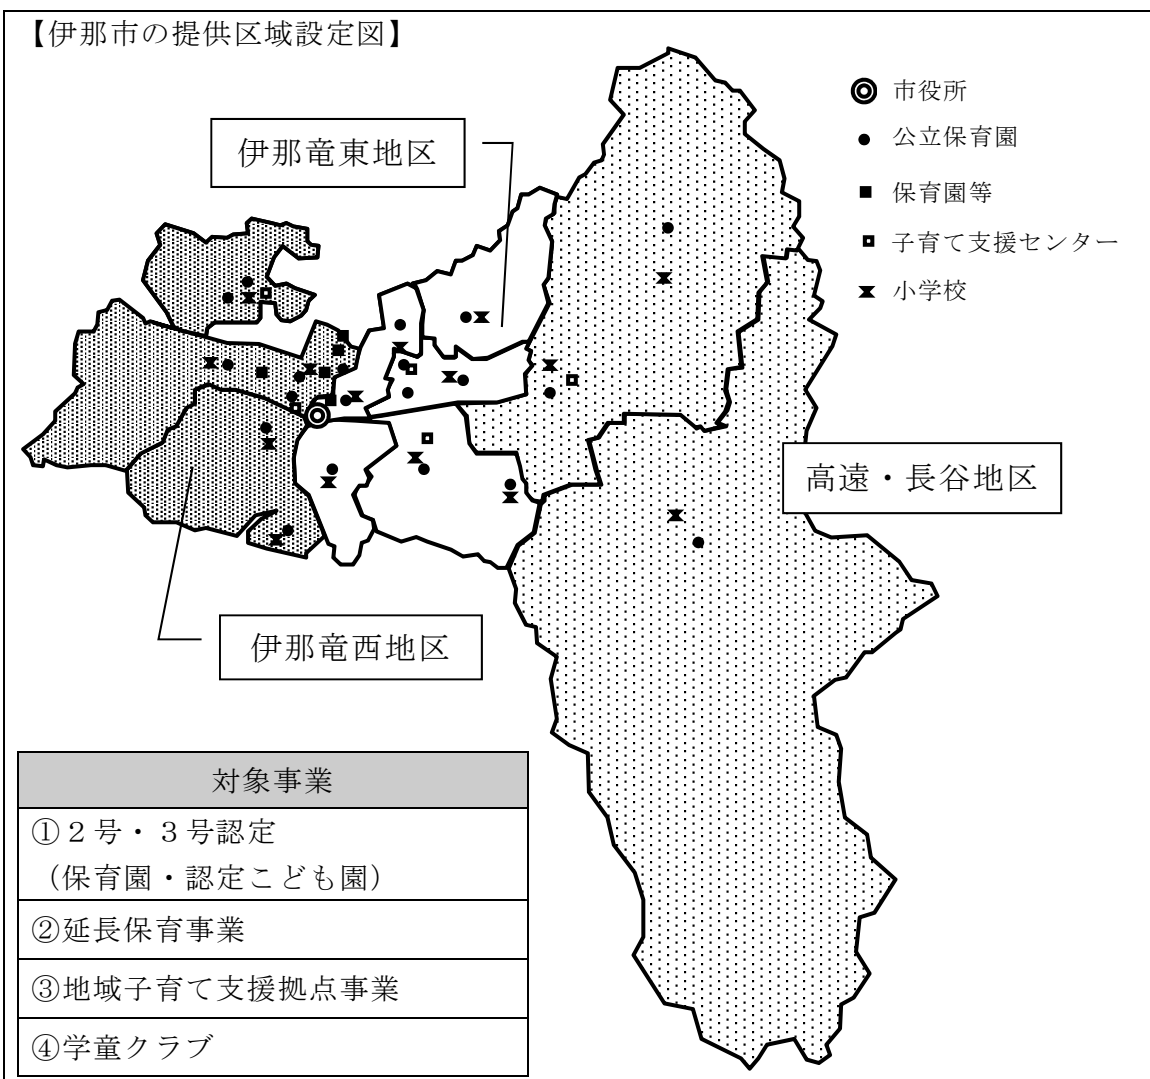 【伊那市の提供区域設定図】
市役所
公立保育園
保育園等
子育て支援センター
小学校
伊那竜東地区
高遠・長谷地区
伊那竜西地区
対象事業
①２号・３号認定
（保育園・認定こども園）
②延長保育事業
③地域子育て支援拠点事業
④学童クラブ